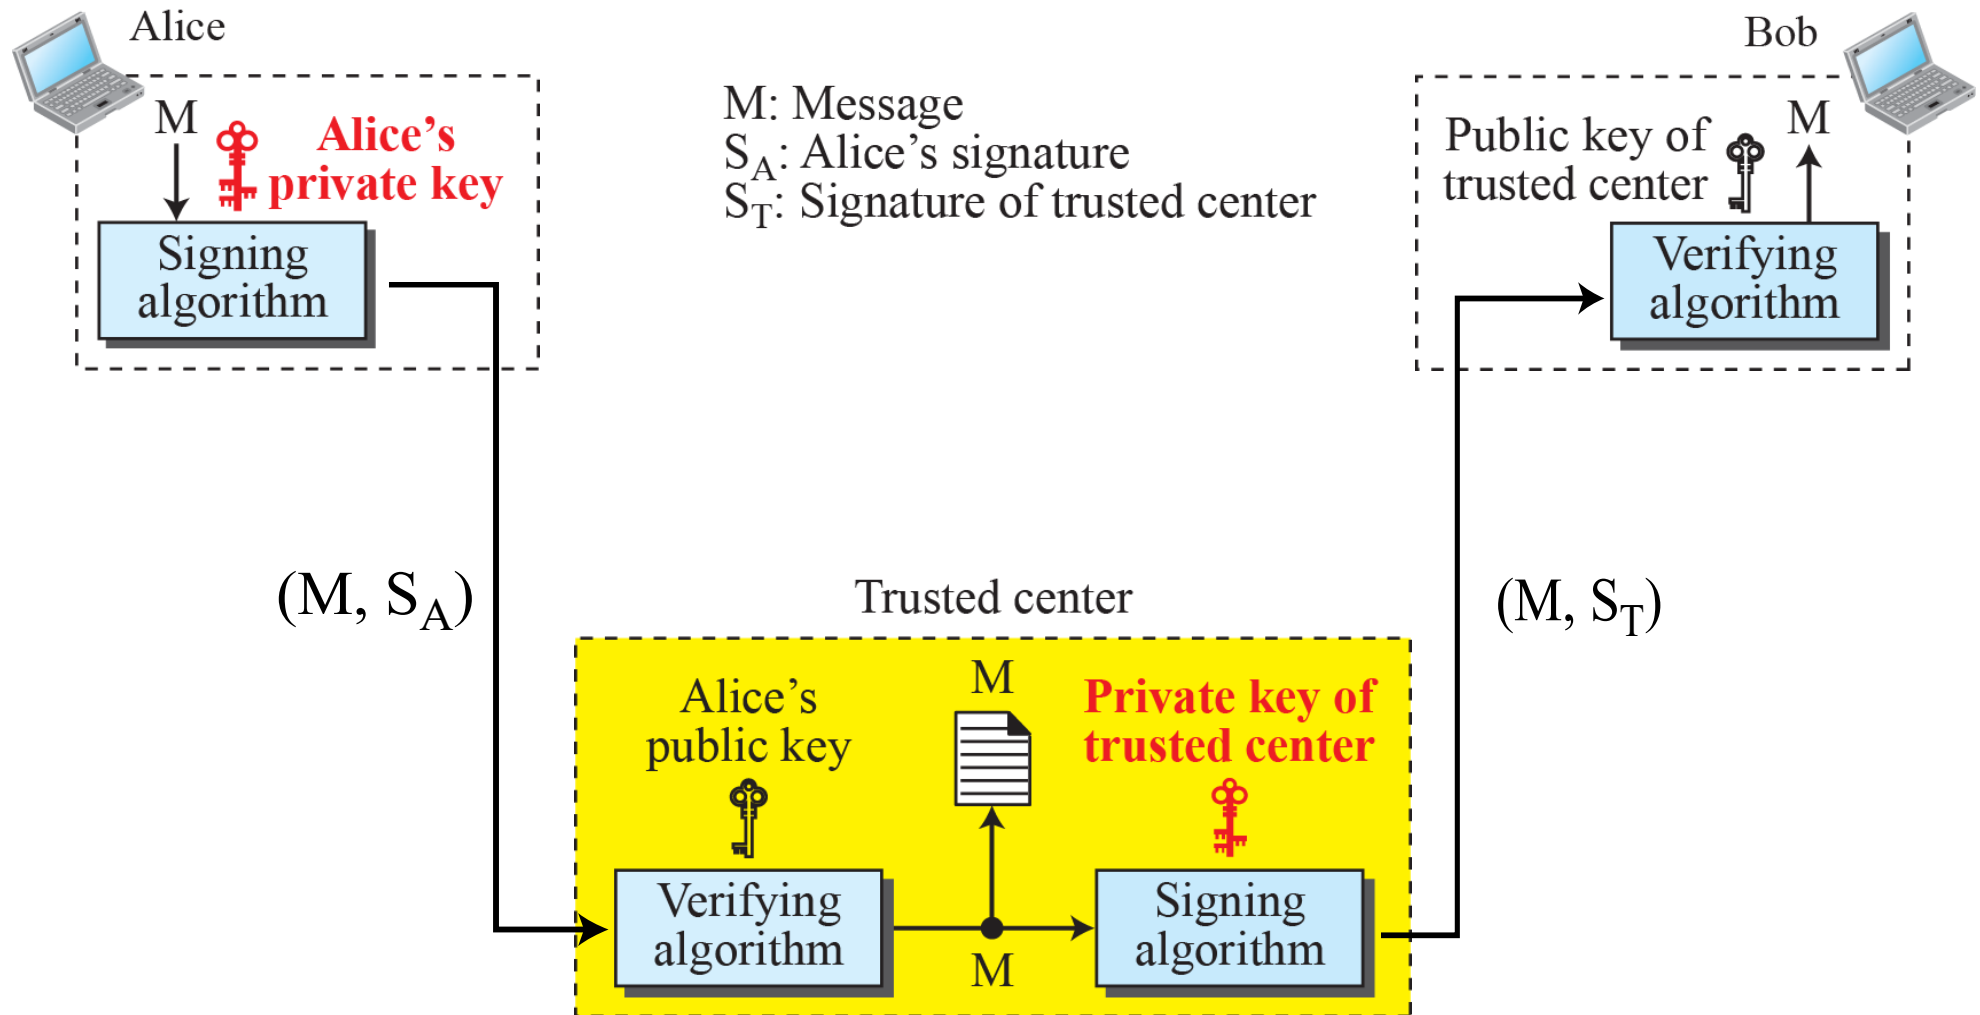 Alice
Bob
M
Alice’s
private key
Signing
algorithm
M: Message
S_A: Alice’s signature
S_T: Signature of trusted center
Public key of
trusted center
M
Verifying
algorithm
(M, S_A)
(M, S_T)
Trusted center
Alice’s
public key
M
Private key of
trusted center
Verifying
algorithm
M
Signing
algorithm